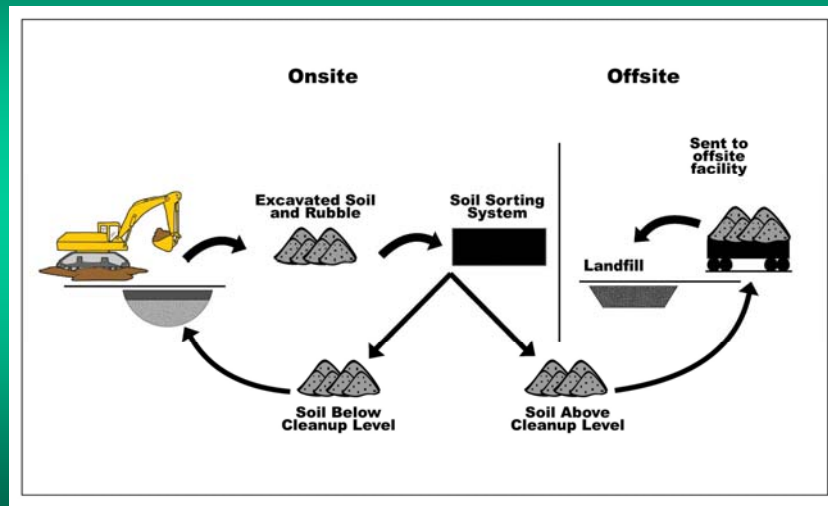 Onsite
Offsite
Sent to
offsite
facility
Excavated Soil
and Rubble
Soil Sorting
System
Landfill
Soil Below
Cleanup Level
Soil Above
Cleanup Level